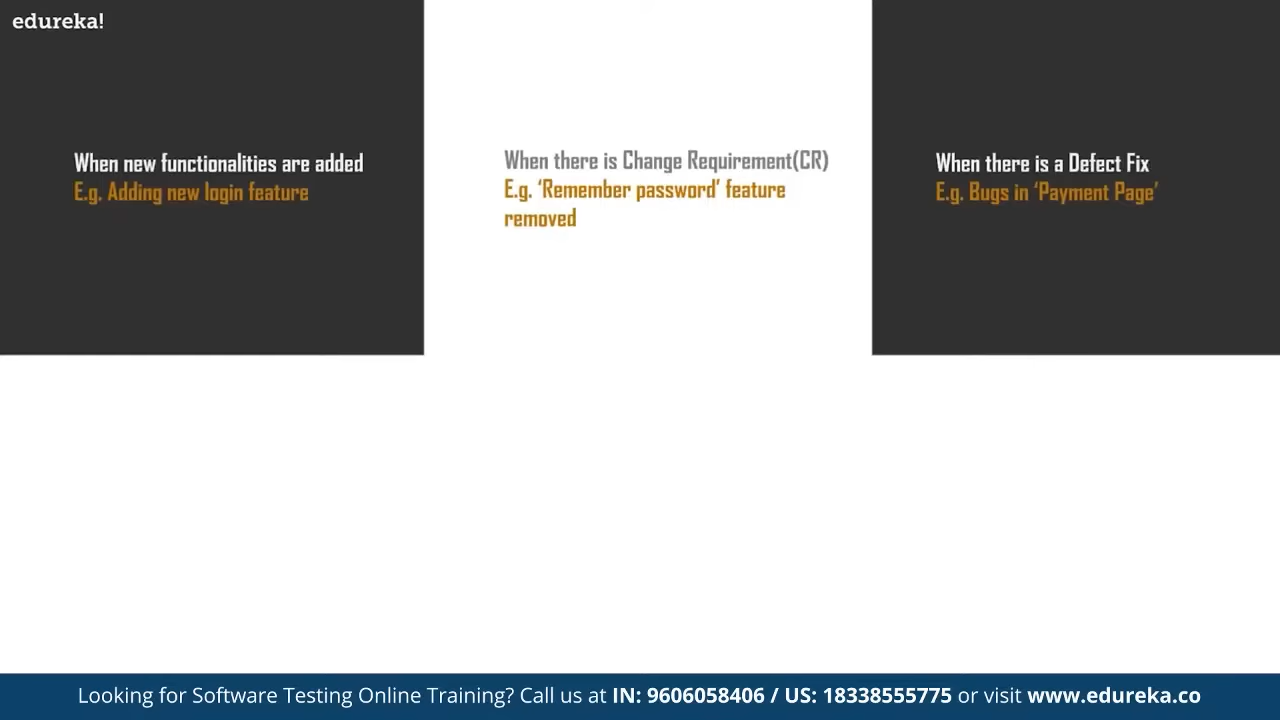 edureka!
When new functionalities are added
E.g. Adding new login feature
When there is Change Requirement(CR)
E.g. ‘Remember password’ feature
removed
When there is a Defect Fix
E.g. Bugs in ‘Payment Page’
Looking for Software Testing Online Training? Call us at IN: 9606058406 / US: 18338555775 or visit www.edureka.co